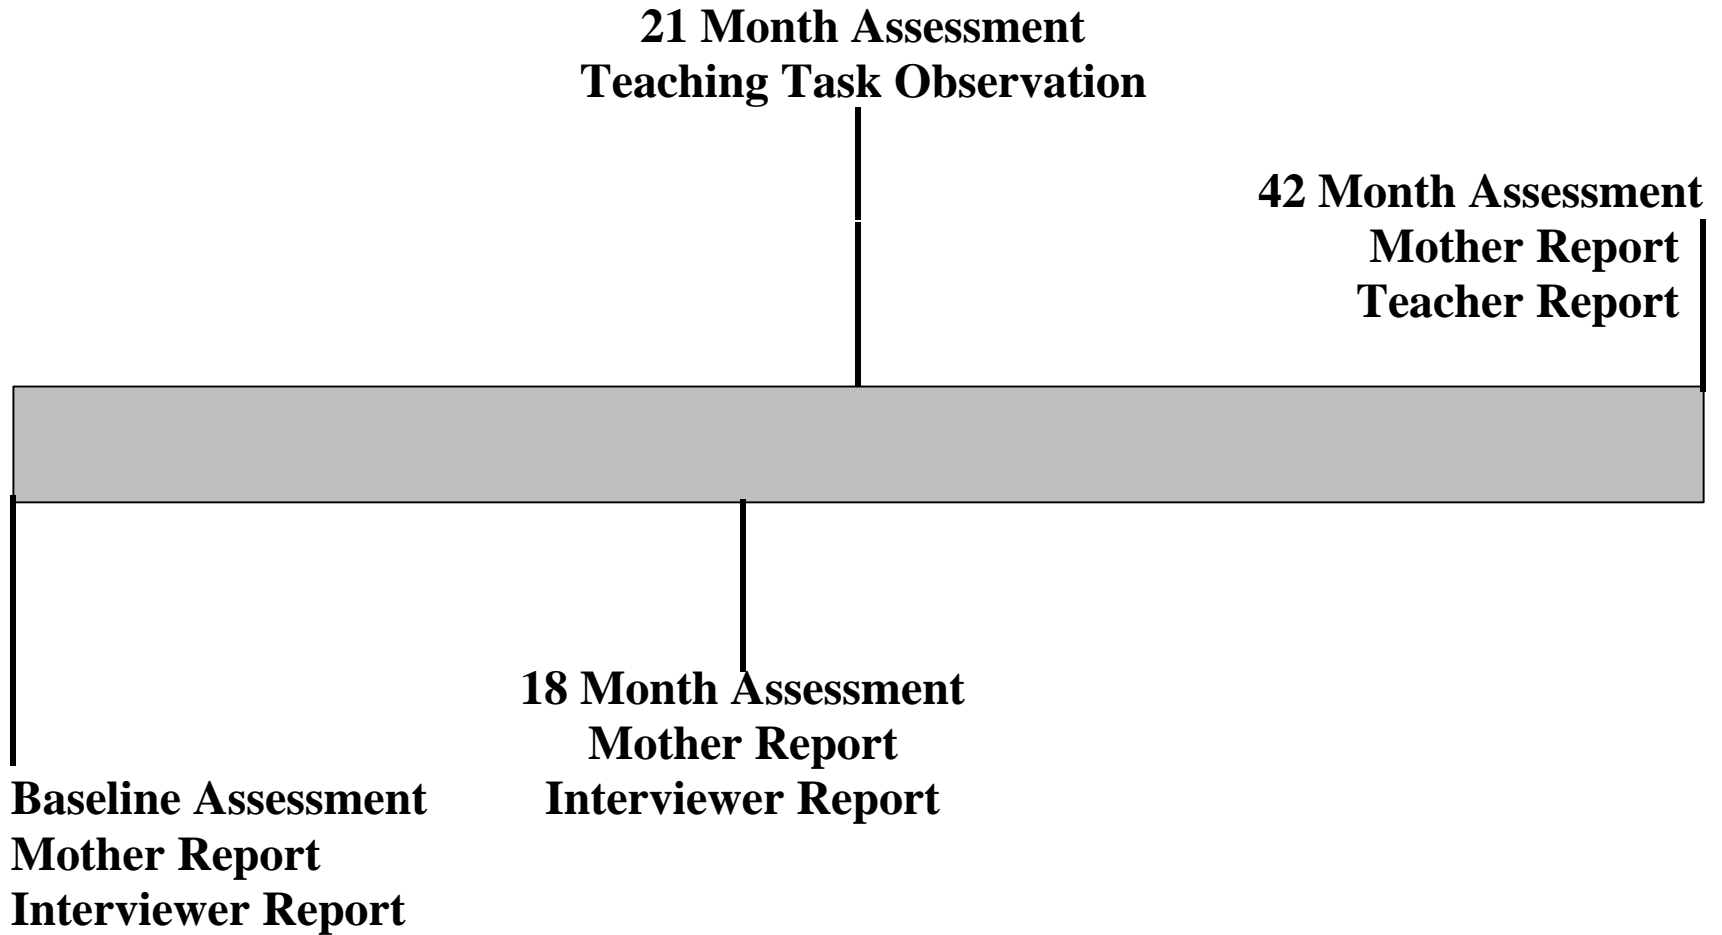 21 Month Assessment
Teaching Task Observation
42 Month Assessment
Mother Report
Teacher Report
18 Month Assessment
Mother Report
Interviewer Report
Baseline Assessment
Mother Report
Interviewer Report